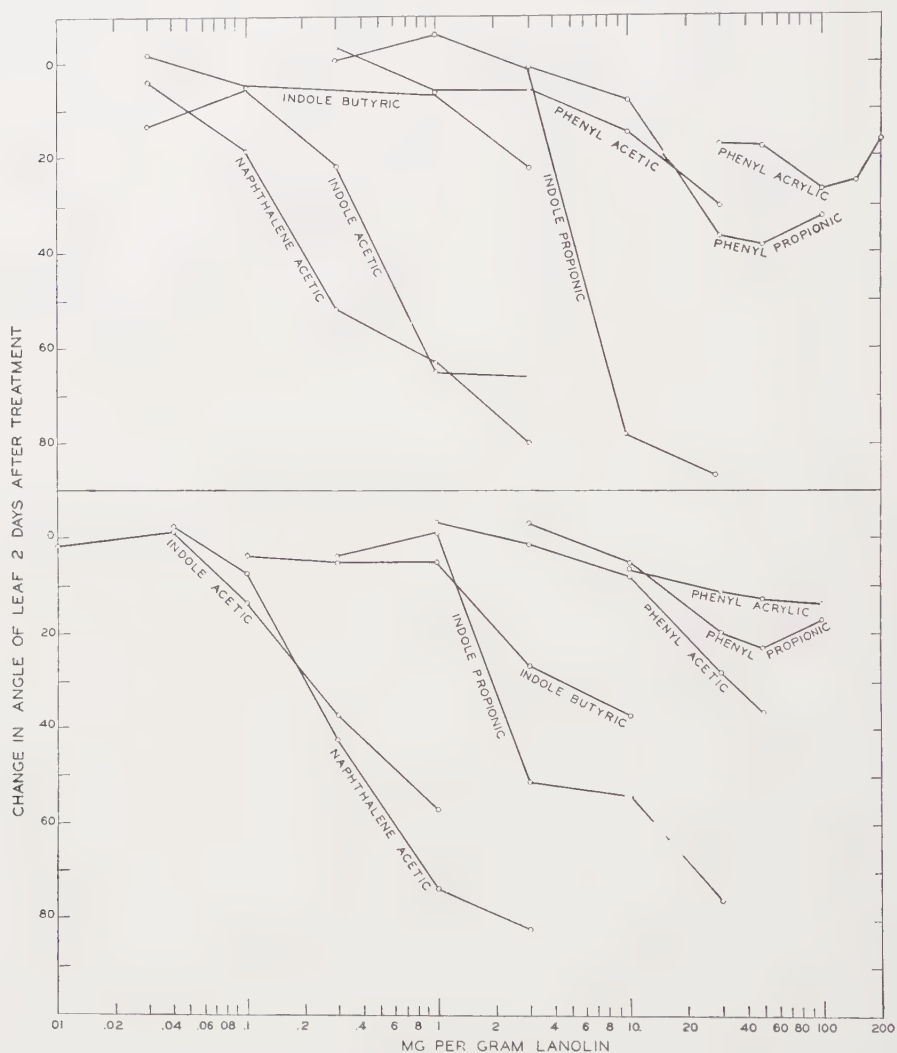 CHANGE IN ANGLE OF LEAF 2 DAYS AFTER TREATMENT
0
20
40
60
80
INDOLE BUTYRIC
NAPHTHALENE ACETIC
INDOLE ACETIC
INDOLE PROPIONIC
PHENYL ACETIC
PHENYL ACRYLIC
PHENYL PROPIONIC
0
20
40
60
80
INDOLE ACETIC
NAPHTHALENE ACETIC
INDOLE PROPIONIC
INDOLE BUTYRIC
PHENYL ACRYLIC
PHENYL PROPIONIC
PHENYL ACETIC
.01 .02 .04 .06 .08 .1 .2 .4 .6 .8 1 2 4 6 8 10. 20 40 60 80 100 200
MG PER GRAM LANOLIN